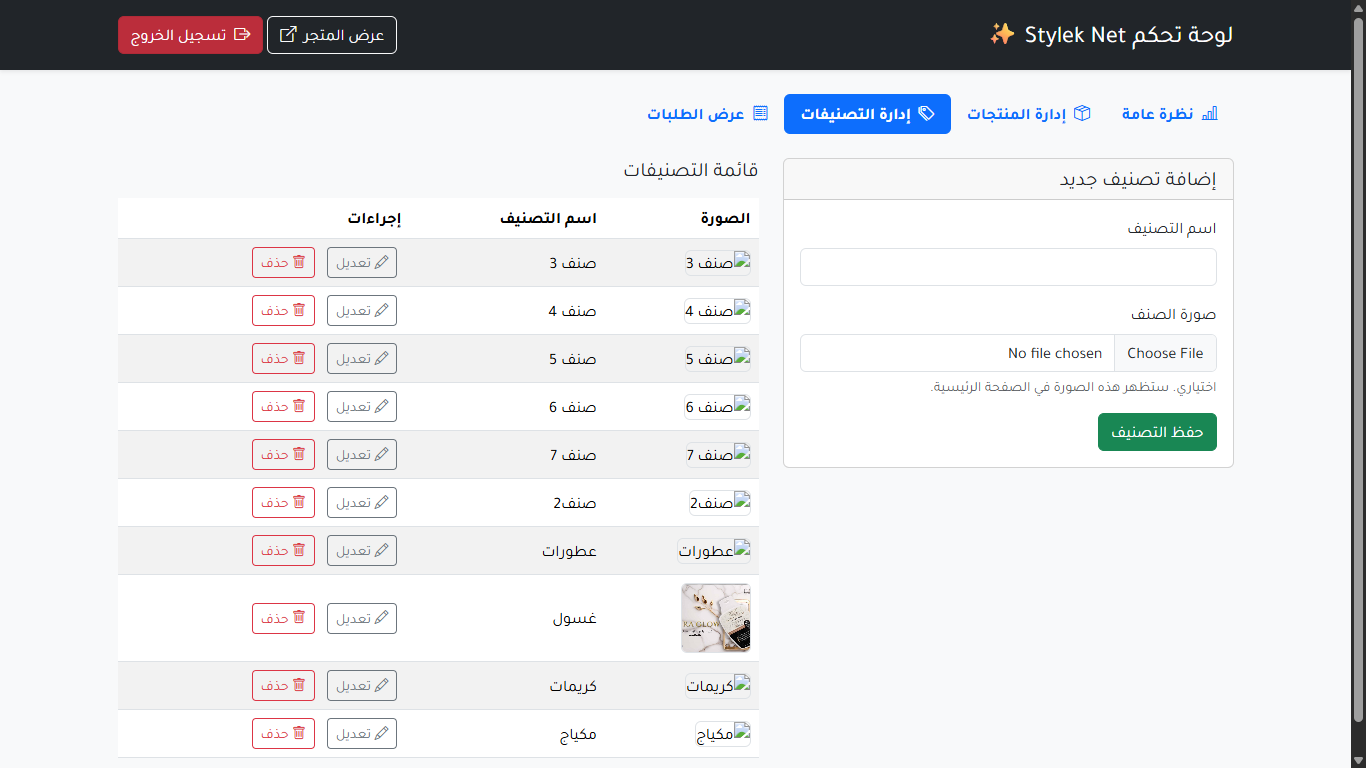 لوحة تحكم Stylek Net ✨
عرض المتجر
تسجيل الخروج
نظرة عامة
إدارة المنتجات
إدارة التصنيفات
عرض الطلبات
إضافة تصنيف جديد
اسم التصنيف
صورة الصنف
Choose File No file chosen
اختياري. ستظهر هذه الصورة في الصفحة الرئيسية.
حفظ التصنيف
قائمة التصنيفات
الصورة اسم التصنيف إجراءات
صنف 3 صنف 3 تعديل حذف
صنف 4 صنف 4 تعديل حذف
صنف 5 صنف 5 تعديل حذف
صنف 6 صنف 6 تعديل حذف
صنف 7 صنف 7 تعديل حذف
صنف2 صنف2 تعديل حذف
عطورات عطورات تعديل حذف
غسول تعديل حذف
كريمات كريمات تعديل حذف
مكياج مكياج تعديل حذف